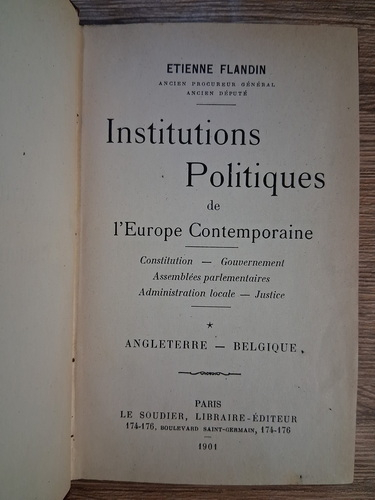 ETIENNE FLANDIN
ANCIEN PROCUREUR GÉNÉRAL
ANCIEN DÉPUTÉ
Institutions
Politiques
de
l'Europe Contemporaine
Constitution — Gouvernement
Assemblées parlementaires
Administration locale — Justice
*
ANGLETERRE — BELGIQUE
PARIS
LE SOUDIER, LIBRAIRE-ÉDITEUR
174-176, BOULEVARD SAINT-GERMAIN, 174-176
1901